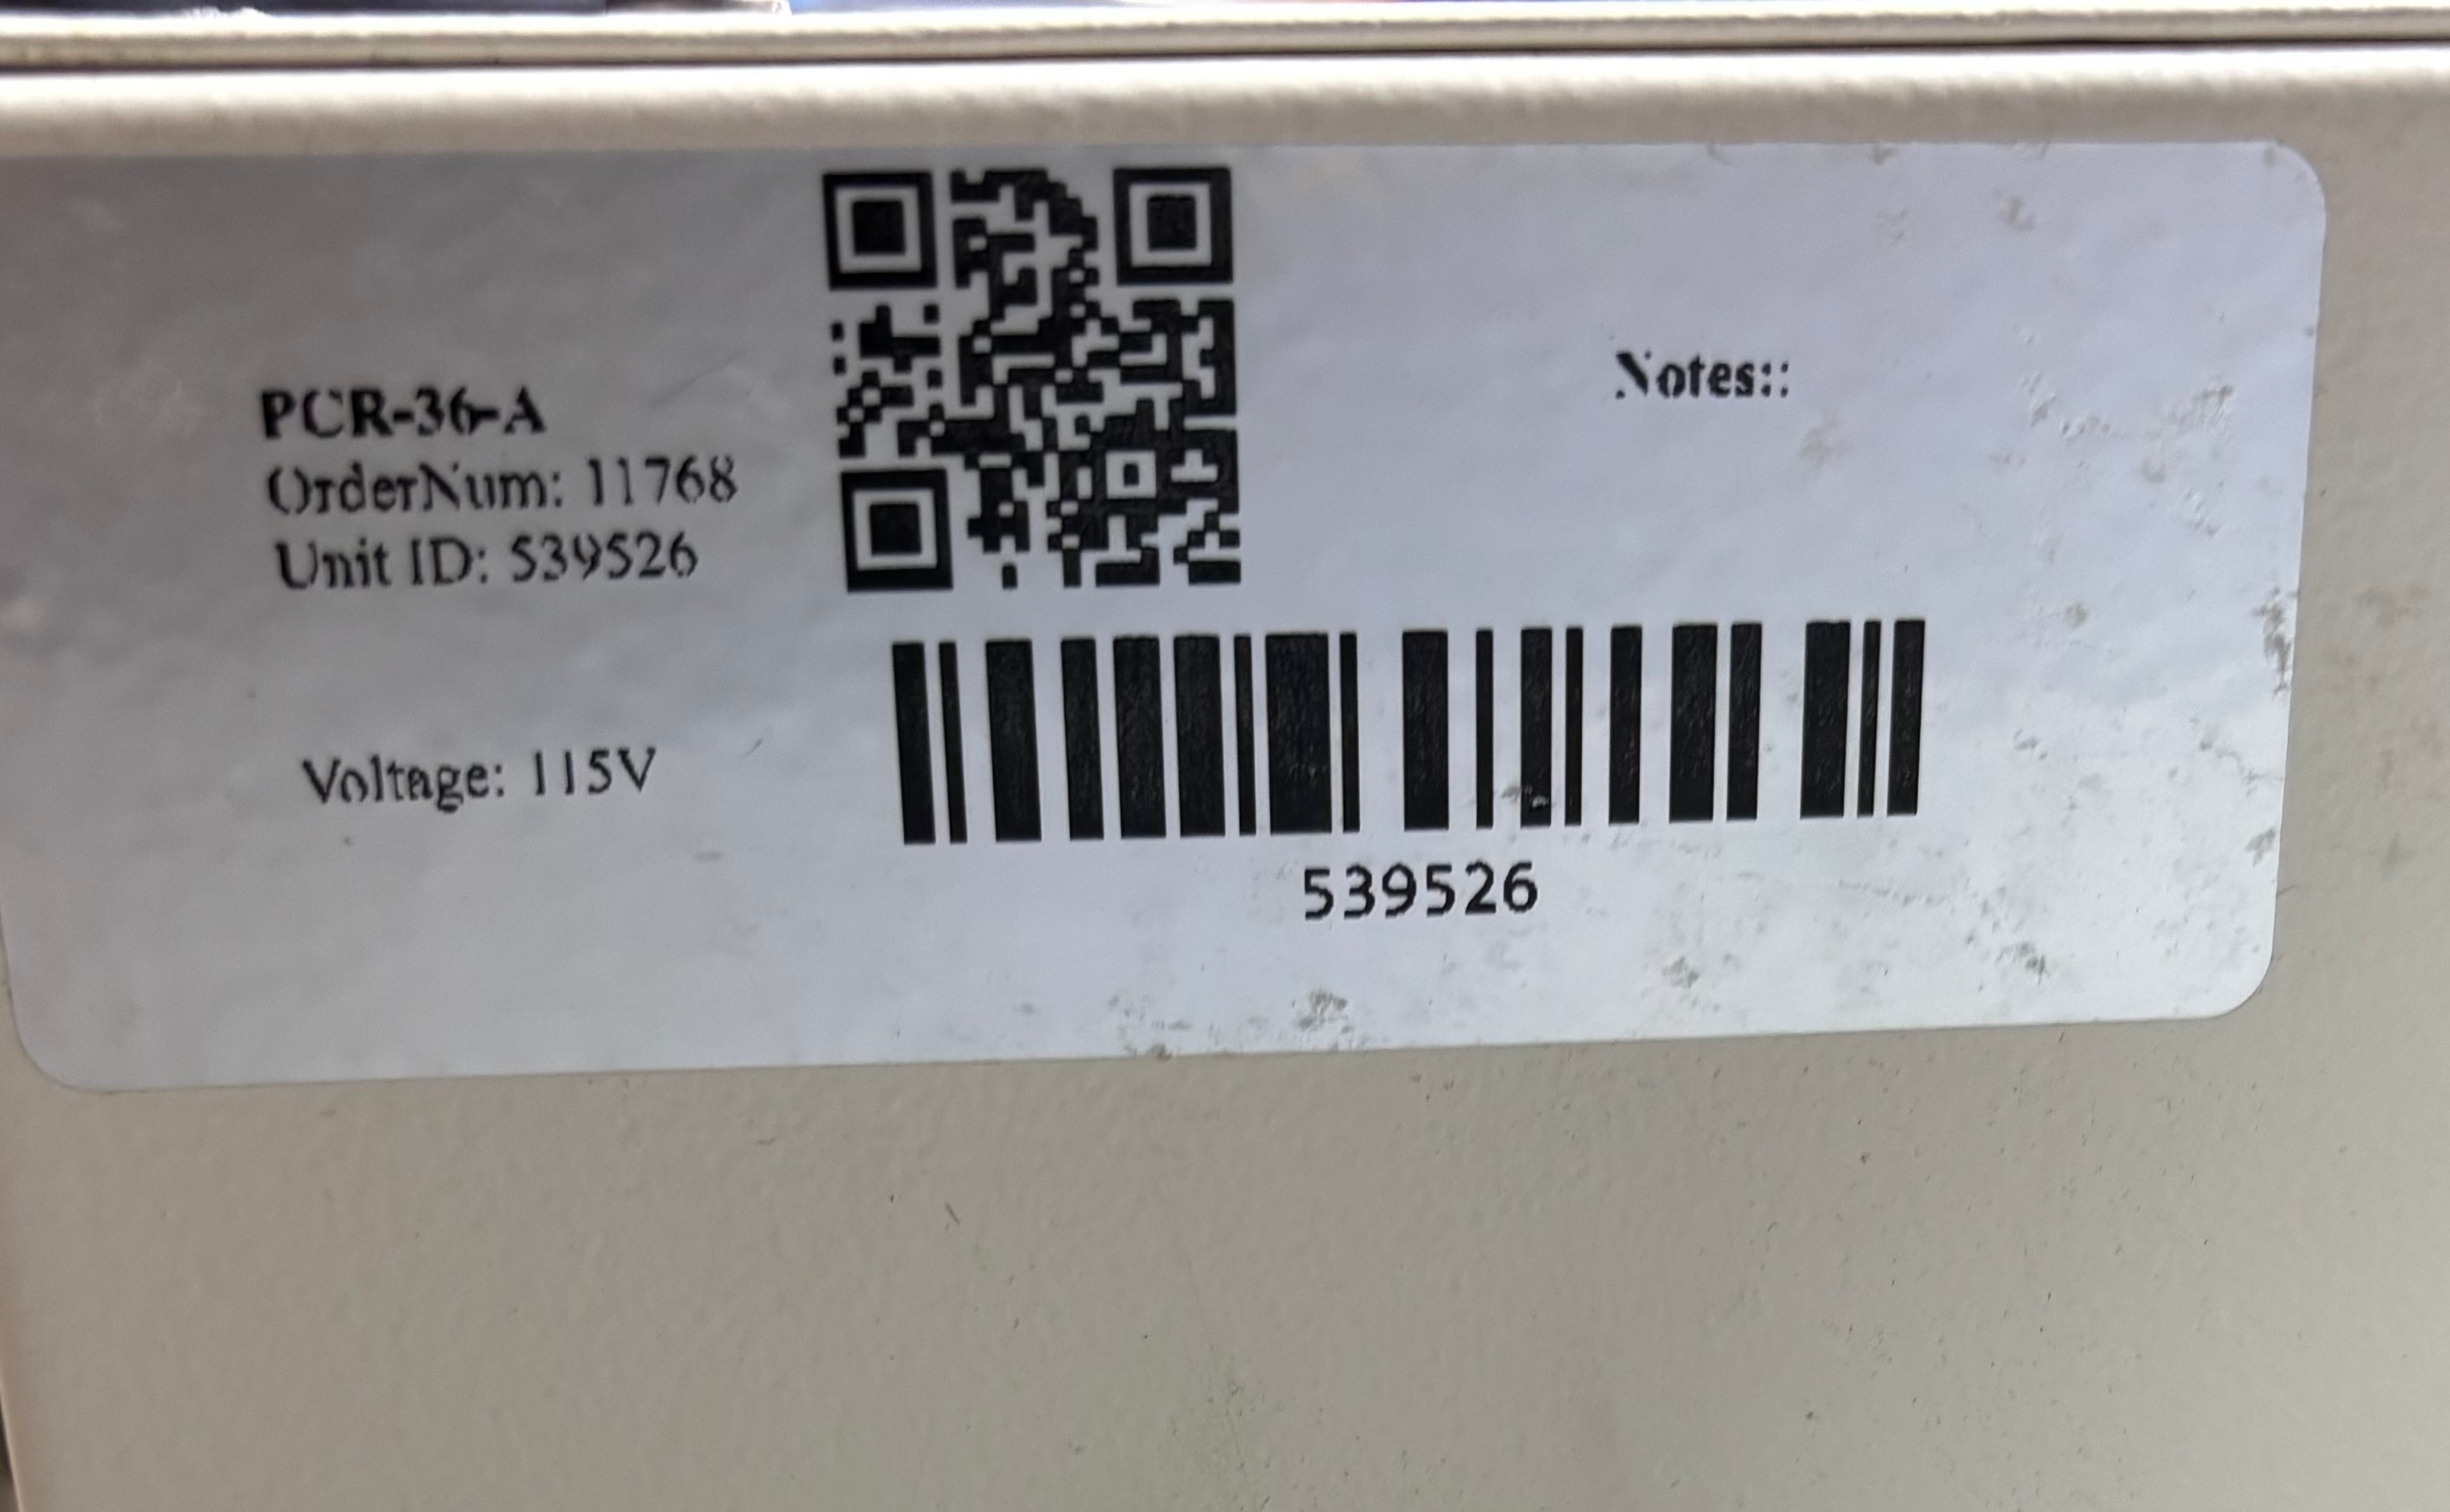 PCR-36-A
OrderNum: 11768
Unit ID: 539526
Voltage: 115V
Notes::
539526